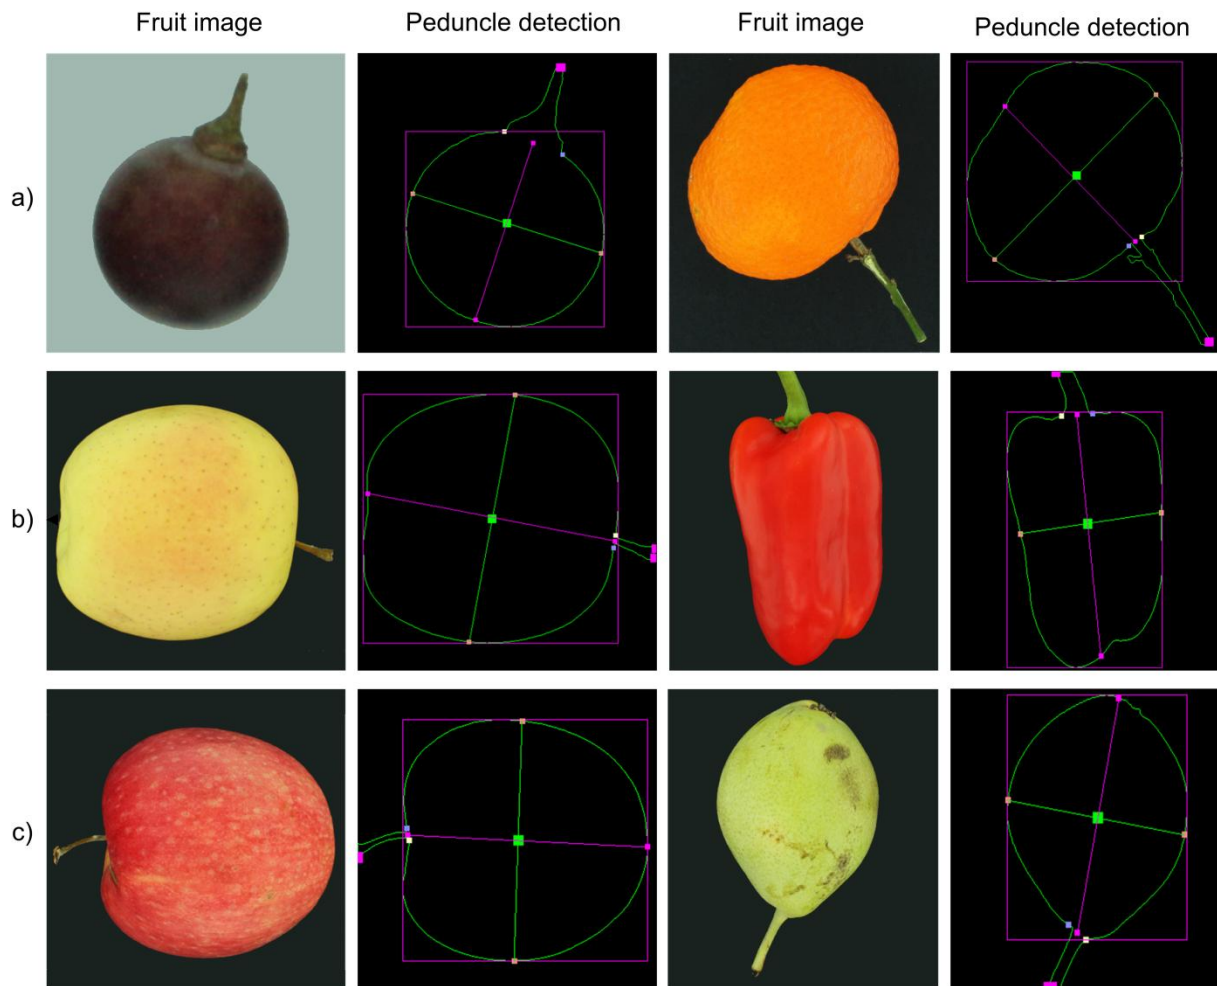 Fruit image
Peduncle detection
Fruit image
Peduncle detection
a)
b)
c)